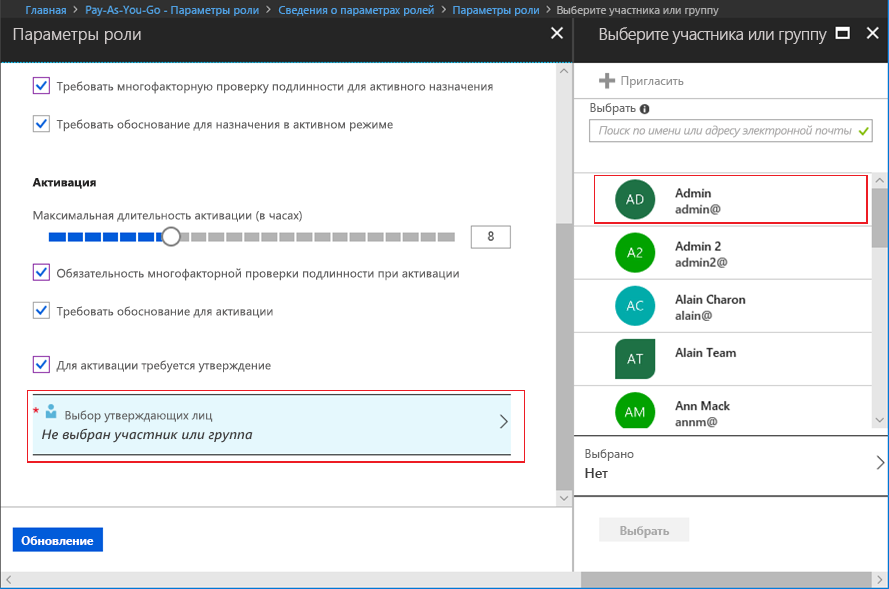 Главная > Pay-As-You-Go - Параметры роли > Сведения о параметрах ролей > Параметры роли > Выберите участника или группу
Параметры роли
Требовать многофакторную проверку подлинности для активного назначения
Требовать обоснование для назначения в активном режиме
Активация
Максимальная длительность активации (в часах)
8
Обязательность многофакторной проверки подлинности при активации
Требовать обоснование для активации
Для активации требуется утверждение
* Выбор утверждающих лиц
Не выбран участник или группа
Обновление
Выберите участника или группу
Пригласить
Выбрать
Поиск по имени или адресу электронной почты
AD
Admin
admin@
A2
Admin 2
admin2@
AC
Alain Charon
alain@
AT
Alain Team
AM
Ann Mack
annm@
Выбрано
Нет
Выбрать